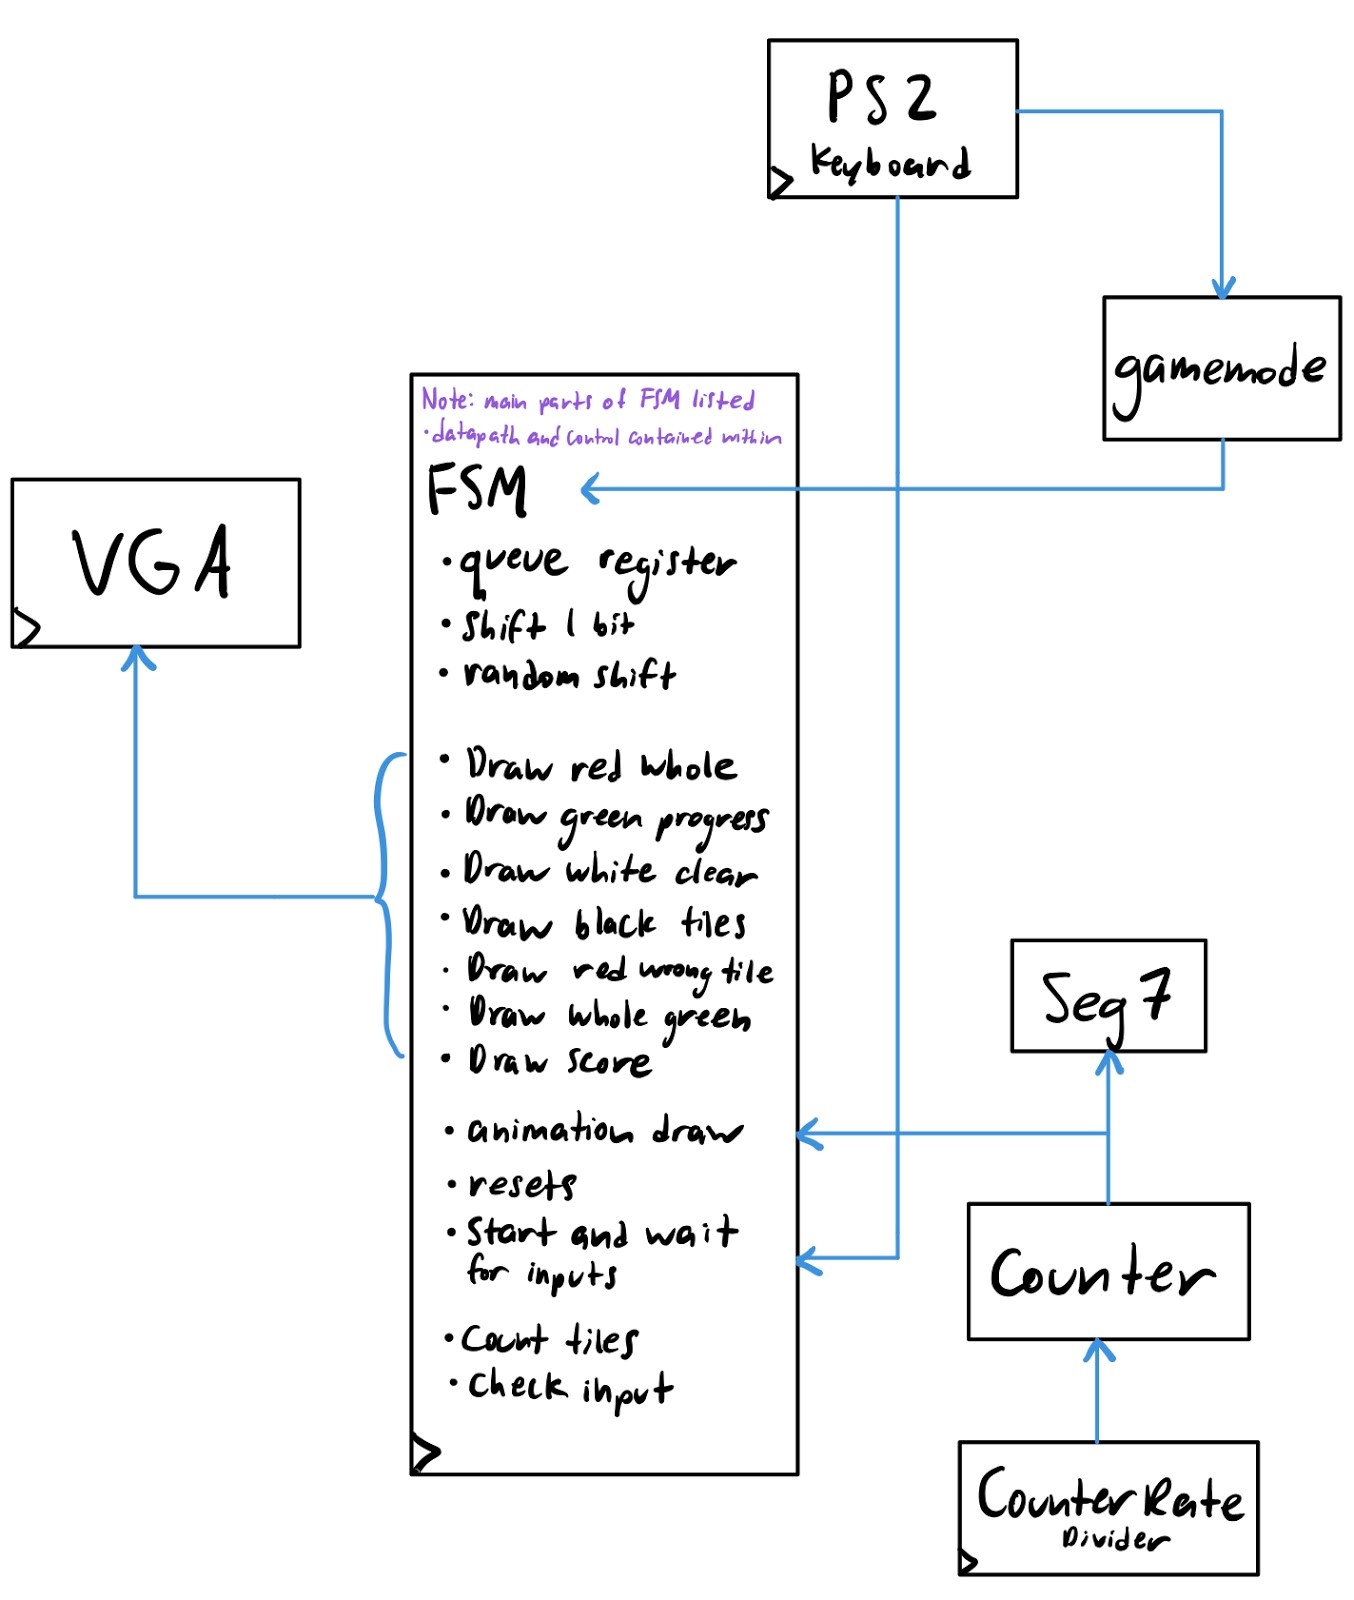 PS2
Keyboard
gamemode
Note: main parts of FSM listed
• datapath and control contained within
FSM
• queue register
• shift 1 bit
• random shift
• Draw red whole
• Draw green progress
• Draw white clear
• Draw black tiles
• Draw red wrong tile
• Draw whole green
• Draw score
• animation draw
• resets
• Start and wait
for inputs
• Count tiles
• check input
VGA
Seg7
Counter
Counter Rate
Divider